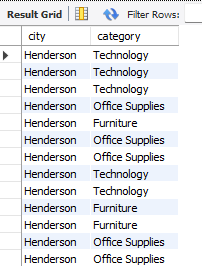 Result Grid Filter Rows:
city category
Henderson Technology
Henderson Technology
Henderson Technology
Henderson Office Supplies
Henderson Furniture
Henderson Office Supplies
Henderson Office Supplies
Henderson Technology
Henderson Technology
Henderson Furniture
Henderson Furniture
Henderson Office Supplies
Henderson Office Supplies